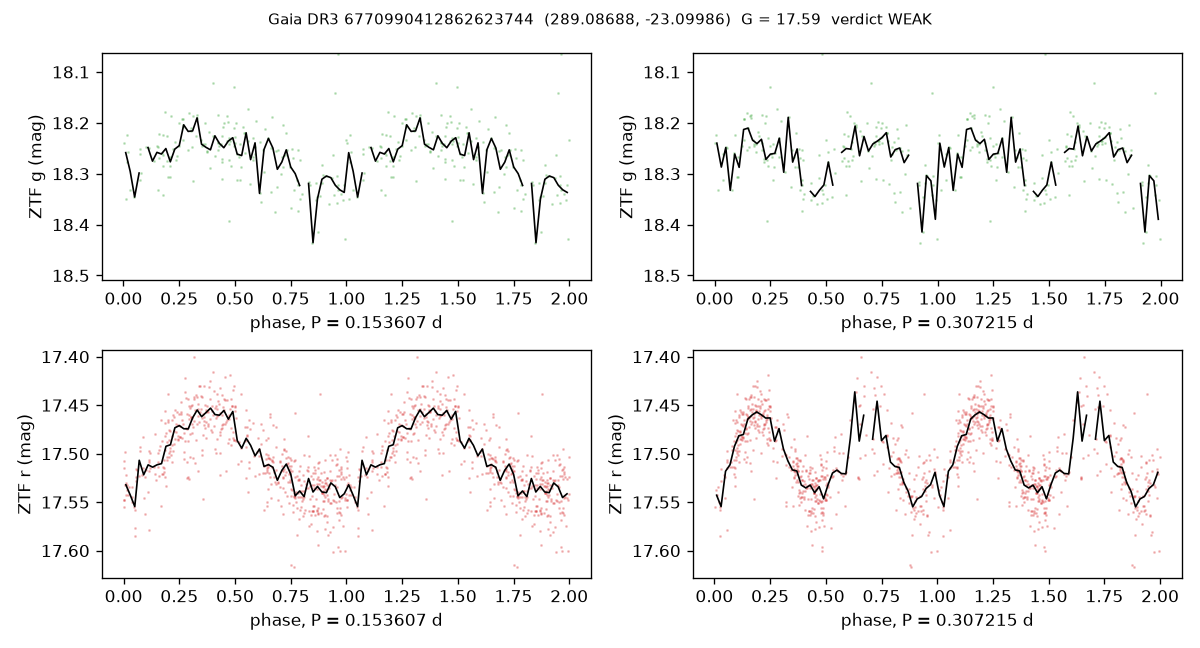 Gaia DR3 6770990412862623744 (289.08688, -23.09986) G = 17.59 verdict WEAK
ZTF g (mag)
18.1
18.2
18.3
18.4
18.5
0.00 0.25 0.50 0.75 1.00 1.25 1.50 1.75 2.00
phase, P = 0.153607 d
ZTF g (mag)
18.1
18.2
18.3
18.4
18.5
0.00 0.25 0.50 0.75 1.00 1.25 1.50 1.75 2.00
phase, P = 0.307215 d
ZTF r (mag)
17.40
17.45
17.50
17.55
17.60
0.00 0.25 0.50 0.75 1.00 1.25 1.50 1.75 2.00
phase, P = 0.153607 d
ZTF r (mag)
17.40
17.45
17.50
17.55
17.60
0.00 0.25 0.50 0.75 1.00 1.25 1.50 1.75 2.00
phase, P = 0.307215 d